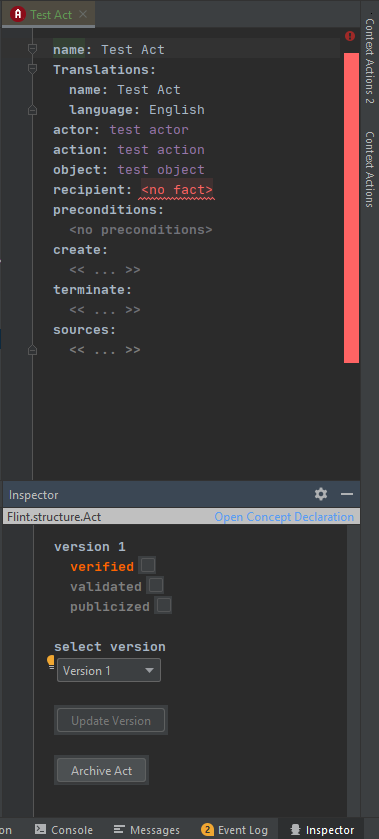 A Test Act
Context Actions 2
Context Actions
name: Test Act
Translations:
name: Test Act
language: English
actor: test actor
action: test action
object: test object
recipient: <no fact>
preconditions:
<no preconditions>
create:
<< ... >>
terminate:
<< ... >>
sources:
<< ... >>
Inspector
Flint.structure.Act Open Concept Declaration
version 1
verified
validated
publicized
select version
Version 1
Update Version
Archive Act
on Console Messages 2 Event Log Inspector